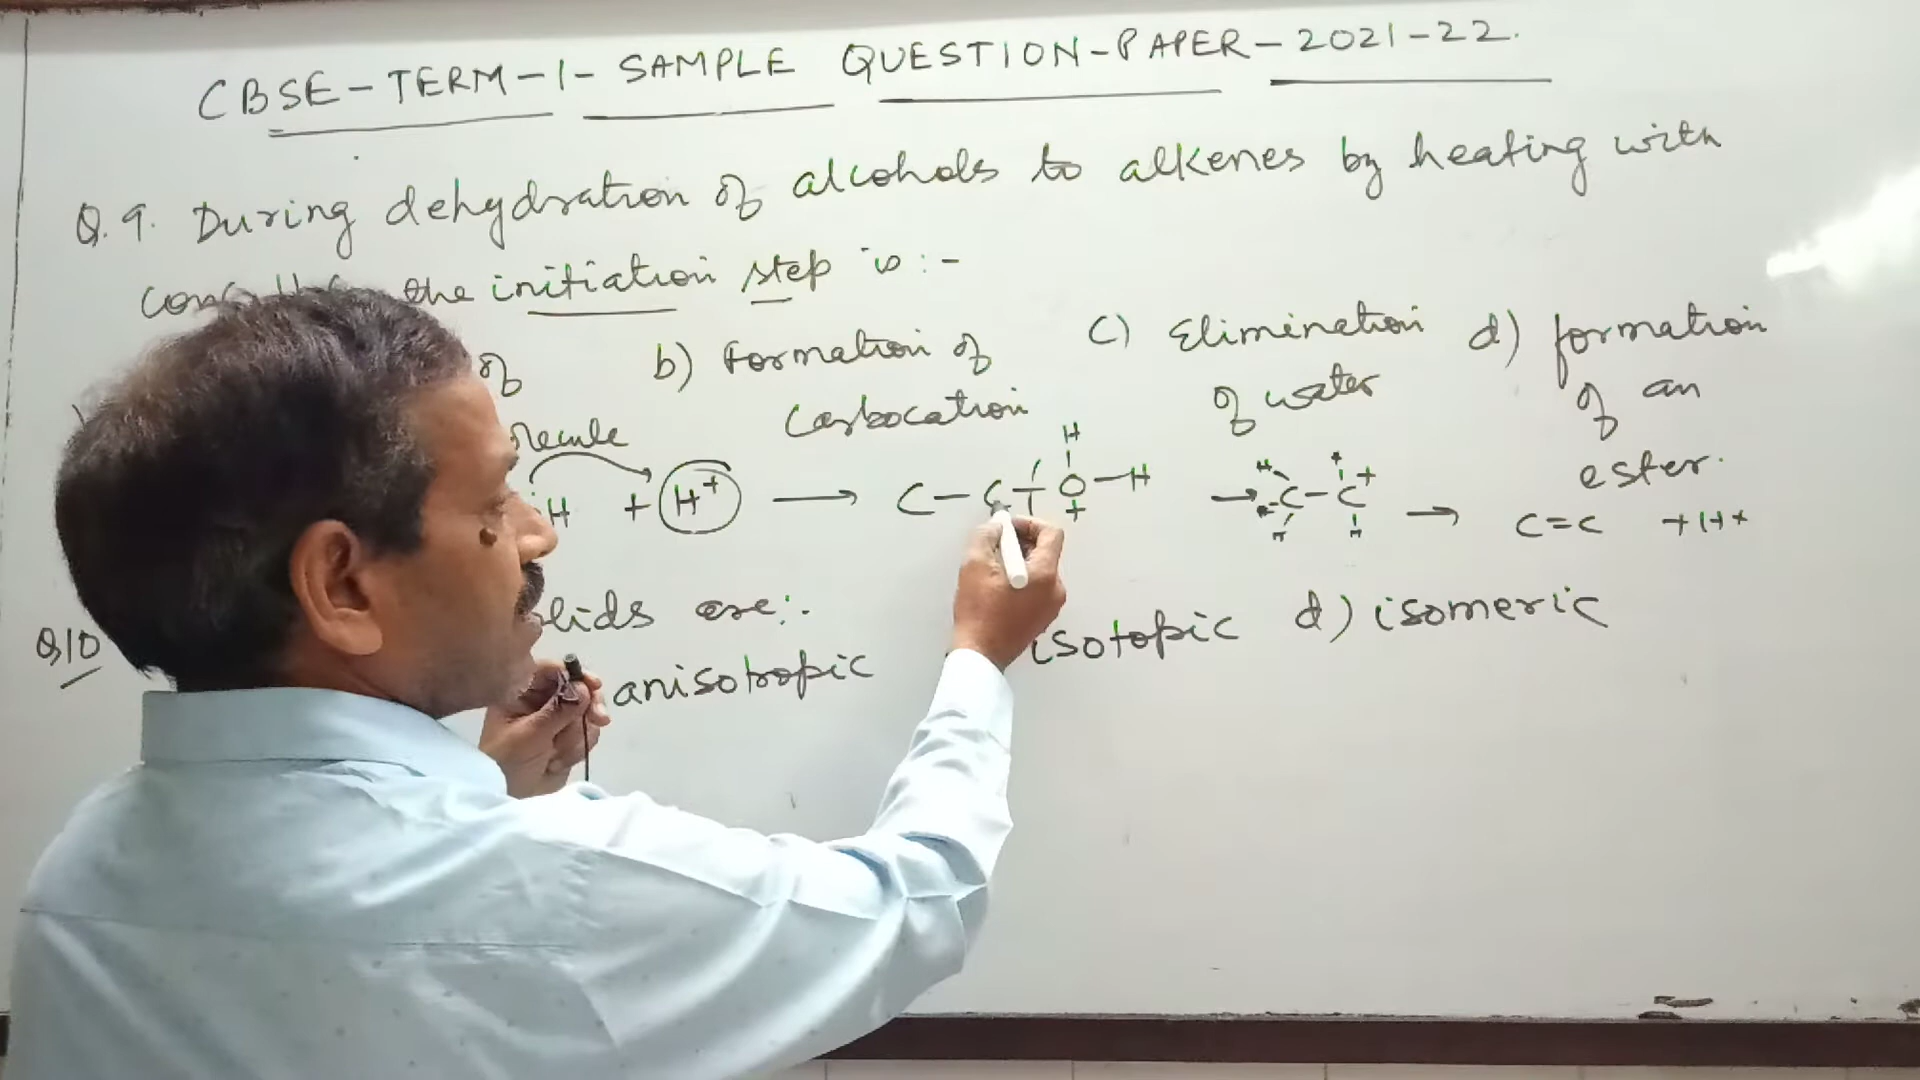 CBSE-TERM-1-SAMPLE QUESTION-PAPER-2021-22.
Q.9. During dehydration of alcohols to alkenes by heating with
the initiation step is:-
of b) Formation of c) Elimination d) formation
Carbocation of water of an
ester.
H + H+ → C-C-O-H → C-C+ → C=C + H+
H
+
Q10 are:-
anisotropic isotopic d) isomeric